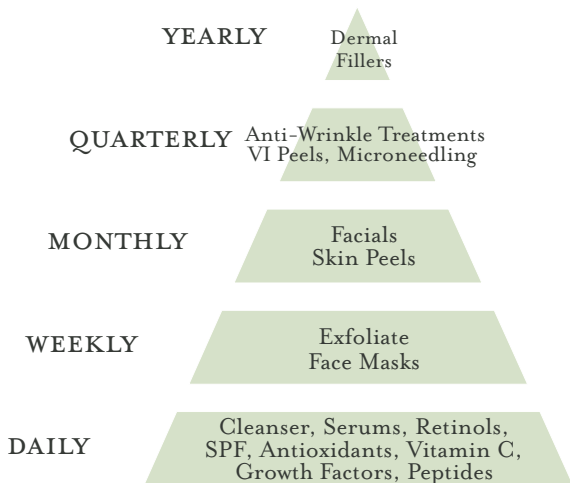 YEARLY
Dermal
Fillers
QUARTERLY
Anti-Wrinkle Treatments
VI Peels, Microneedling
MONTHLY
Facials
Skin Peels
WEEKLY
Exfoliate
Face Masks
DAILY
Cleanser, Serums, Retinols,
SPF, Antioxidants, Vitamin C,
Growth Factors, Peptides